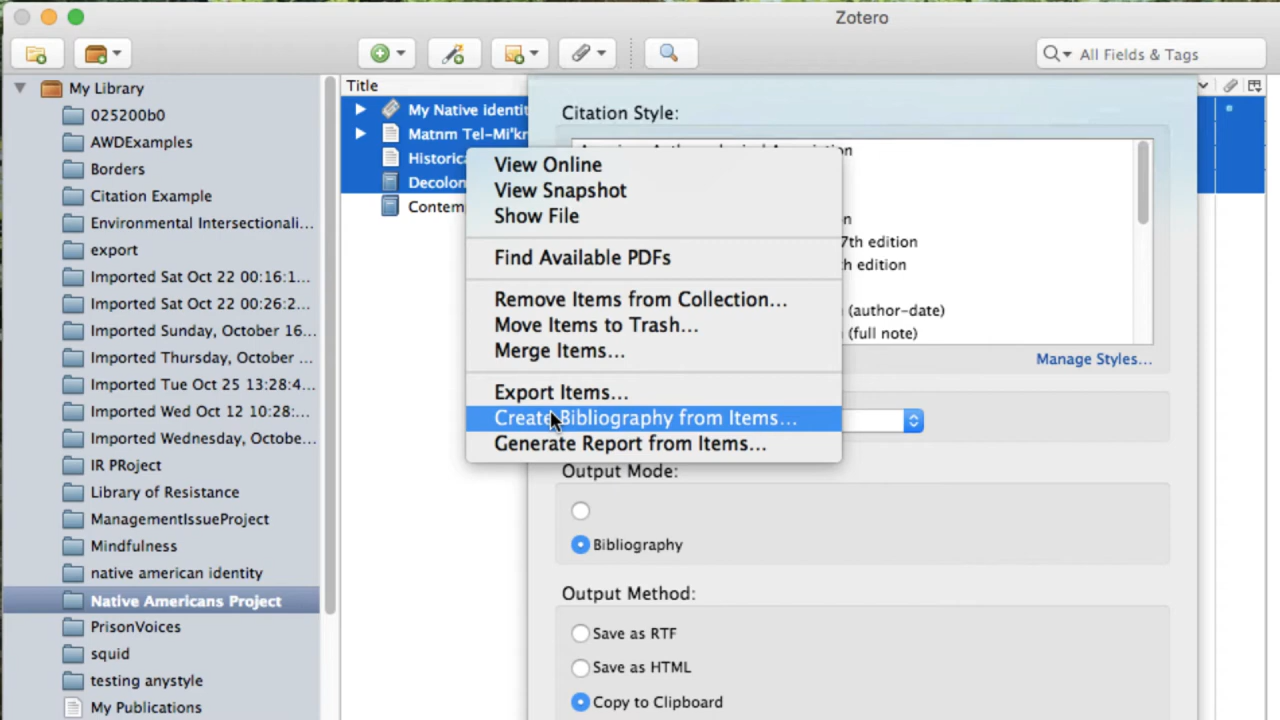 Zotero
All Fields & Tags
My Library
025200b0
AWDExamples
Borders
Citation Example
Environmental Intersectionali...
export
Imported Sat Oct 22 00:16:1...
Imported Sat Oct 22 00:26:2...
Imported Sunday, October 16...
Imported Thursday, October ...
Imported Tue Oct 25 13:28:4...
Imported Wed Oct 12 10:28:...
Imported Wednesday, Octobe...
IR PRoject
Library of Resistance
ManagementIssueProject
Mindfulness
native american identity
Native Americans Project
PrisonVoices
squid
testing anystyle
My Publications
Title
My Native identit
Matnm Tel-Mi'kr
Historica
Decolon
Contem
View Online
View Snapshot
Show File
Find Available PDFs
Remove Items from Collection...
Move Items to Trash...
Merge Items...
Export Items...
Create Bibliography from Items...
Generate Report from Items...
Citation Style:
7th edition
th edition
(author-date)
(full note)
Manage Styles...
Output Mode:
Bibliography
Output Method:
Save as RTF
Save as HTML
Copy to Clipboard